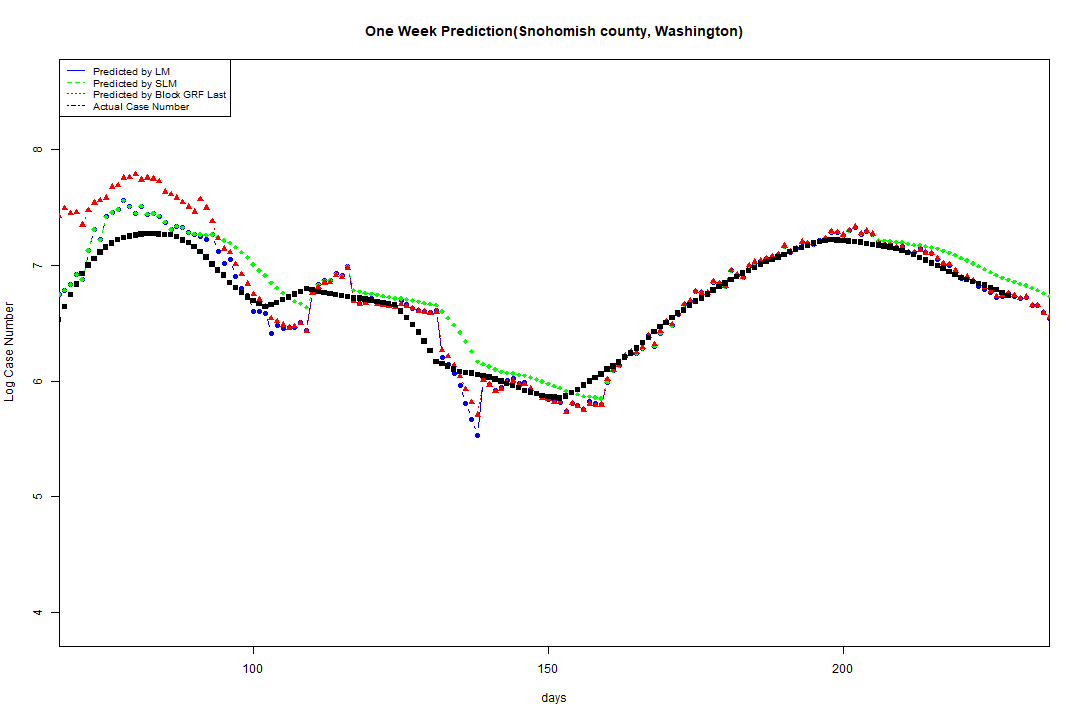 One Week Prediction(Snohomish county, Washington)
Predicted by LM
Predicted by SLM
Predicted by Block GRF Last
Actual Case Number
8
7
6
5
4
Log Case Number
100
150
200
days